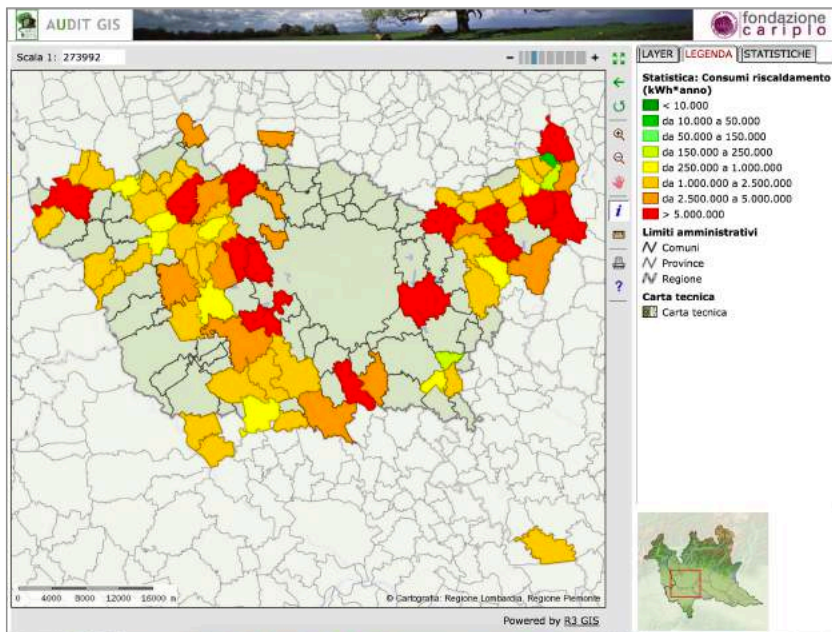 AUDIT GIS
fondazione
cariplo
Scala 1: 273992
- +
LAYER LEGENDA STATISTICHE
Statistica: Consumi riscaldamento
(kWh*anno)
< 10.000
da 10.000 a 50.000
da 50.000 a 150.000
da 150.000 a 250.000
da 250.000 a 1.000.000
da 1.000.000 a 2.500.000
da 2.500.000 a 5.000.000
> 5.000.000
Limiti amministrativi
Comuni
Province
Regione
Carta tecnica
Carta tecnica
i
?
0 4000 8000 12000 16000 m
© Cartografia: Regione Lombardia, Regione Piemonte
Powered by R3 GIS